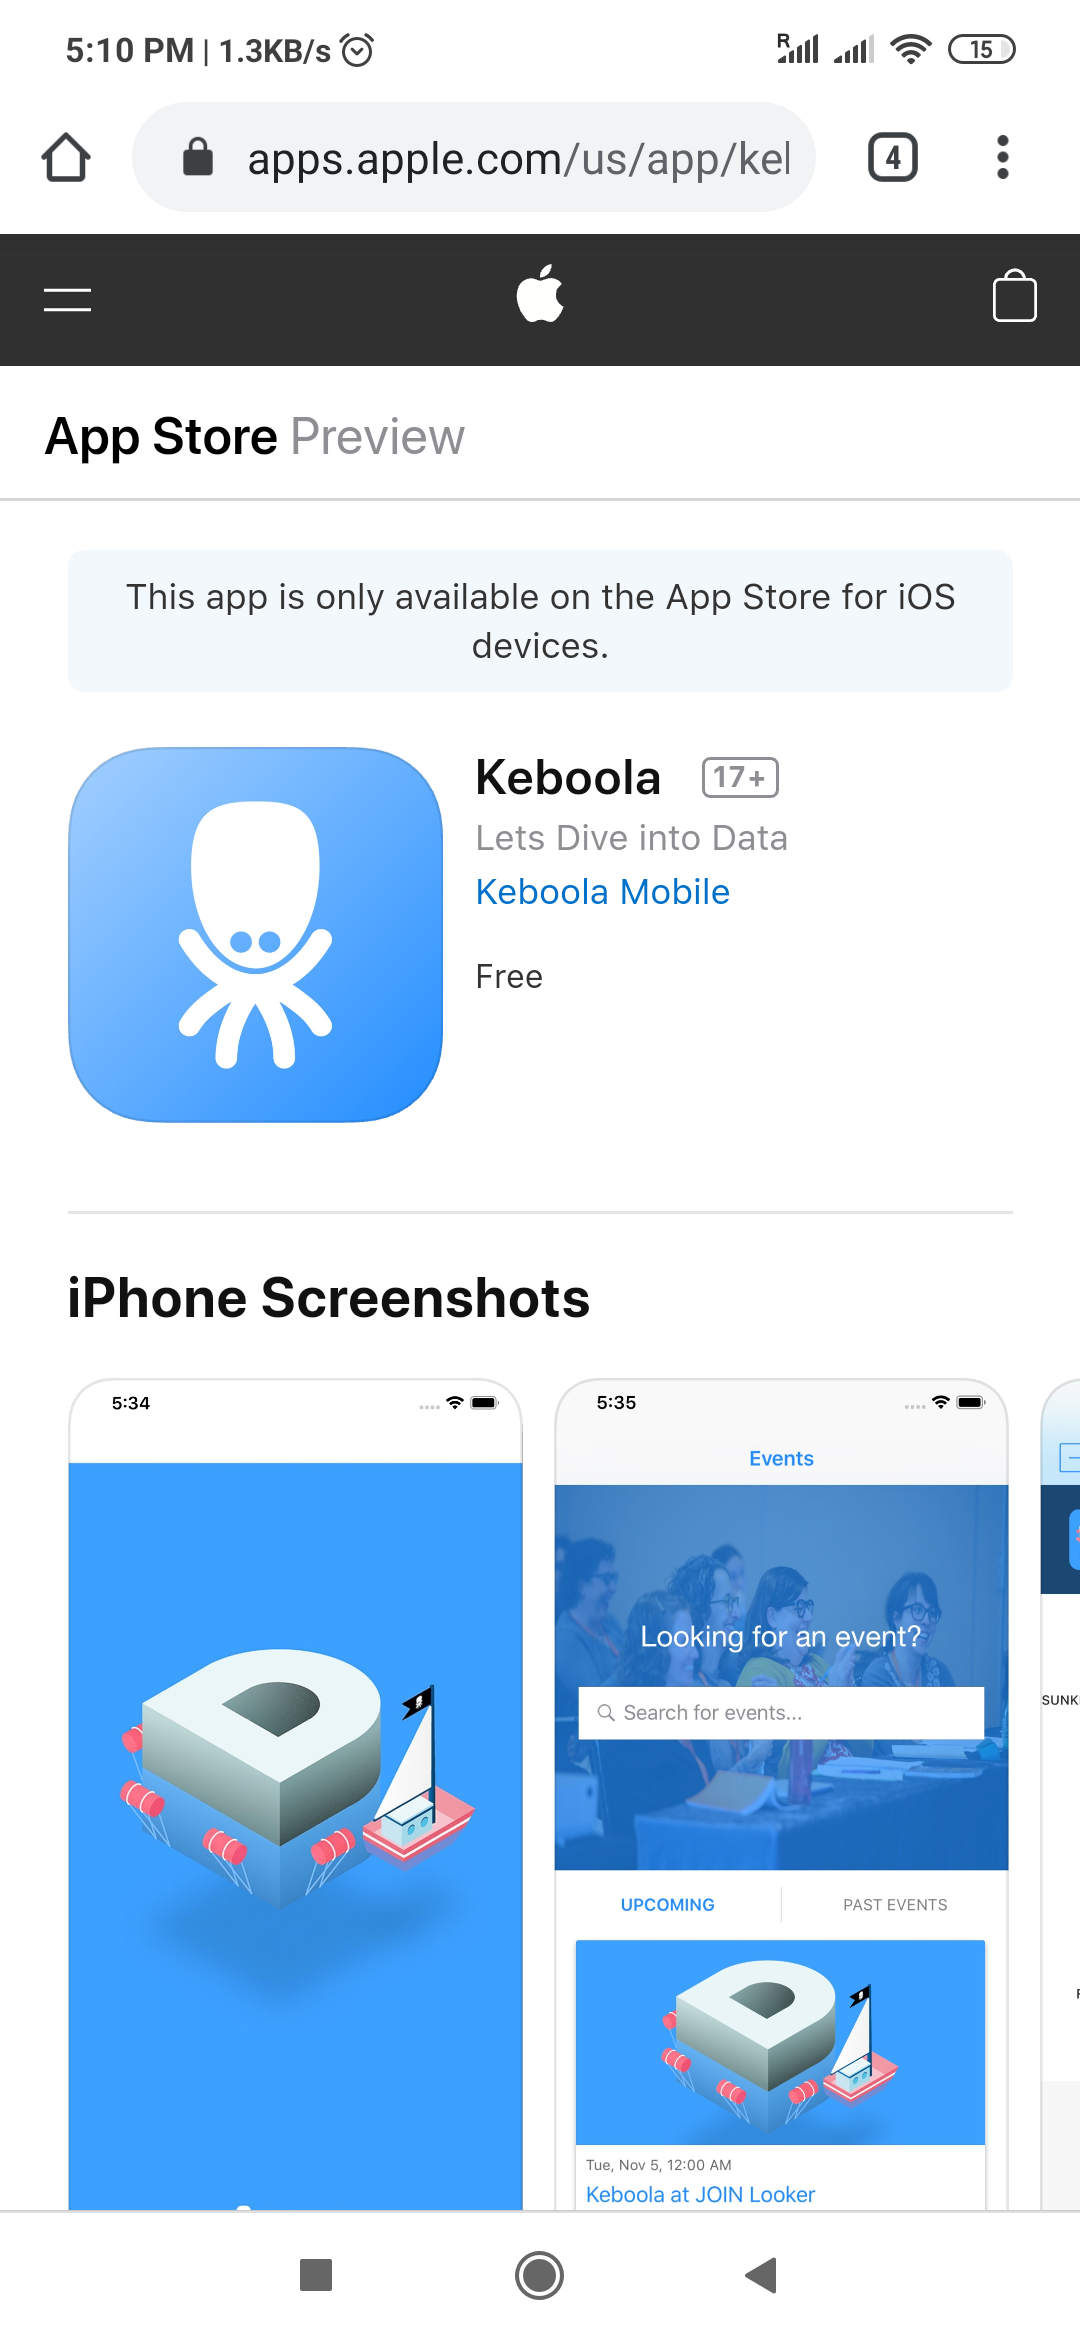 5:10 PM | 1.3KB/s
R
15
apps.apple.com/us/app/kel
4
App Store Preview
This app is only available on the App Store for iOS
devices.
Keboola 17+
Lets Dive into Data
Keboola Mobile
Free
iPhone Screenshots
5:34
5:35
Events
Looking for an event?
Search for events...
UPCOMING
PAST EVENTS
Tue, Nov 5, 12:00 AM
Keboola at JOIN Looker
SUNK